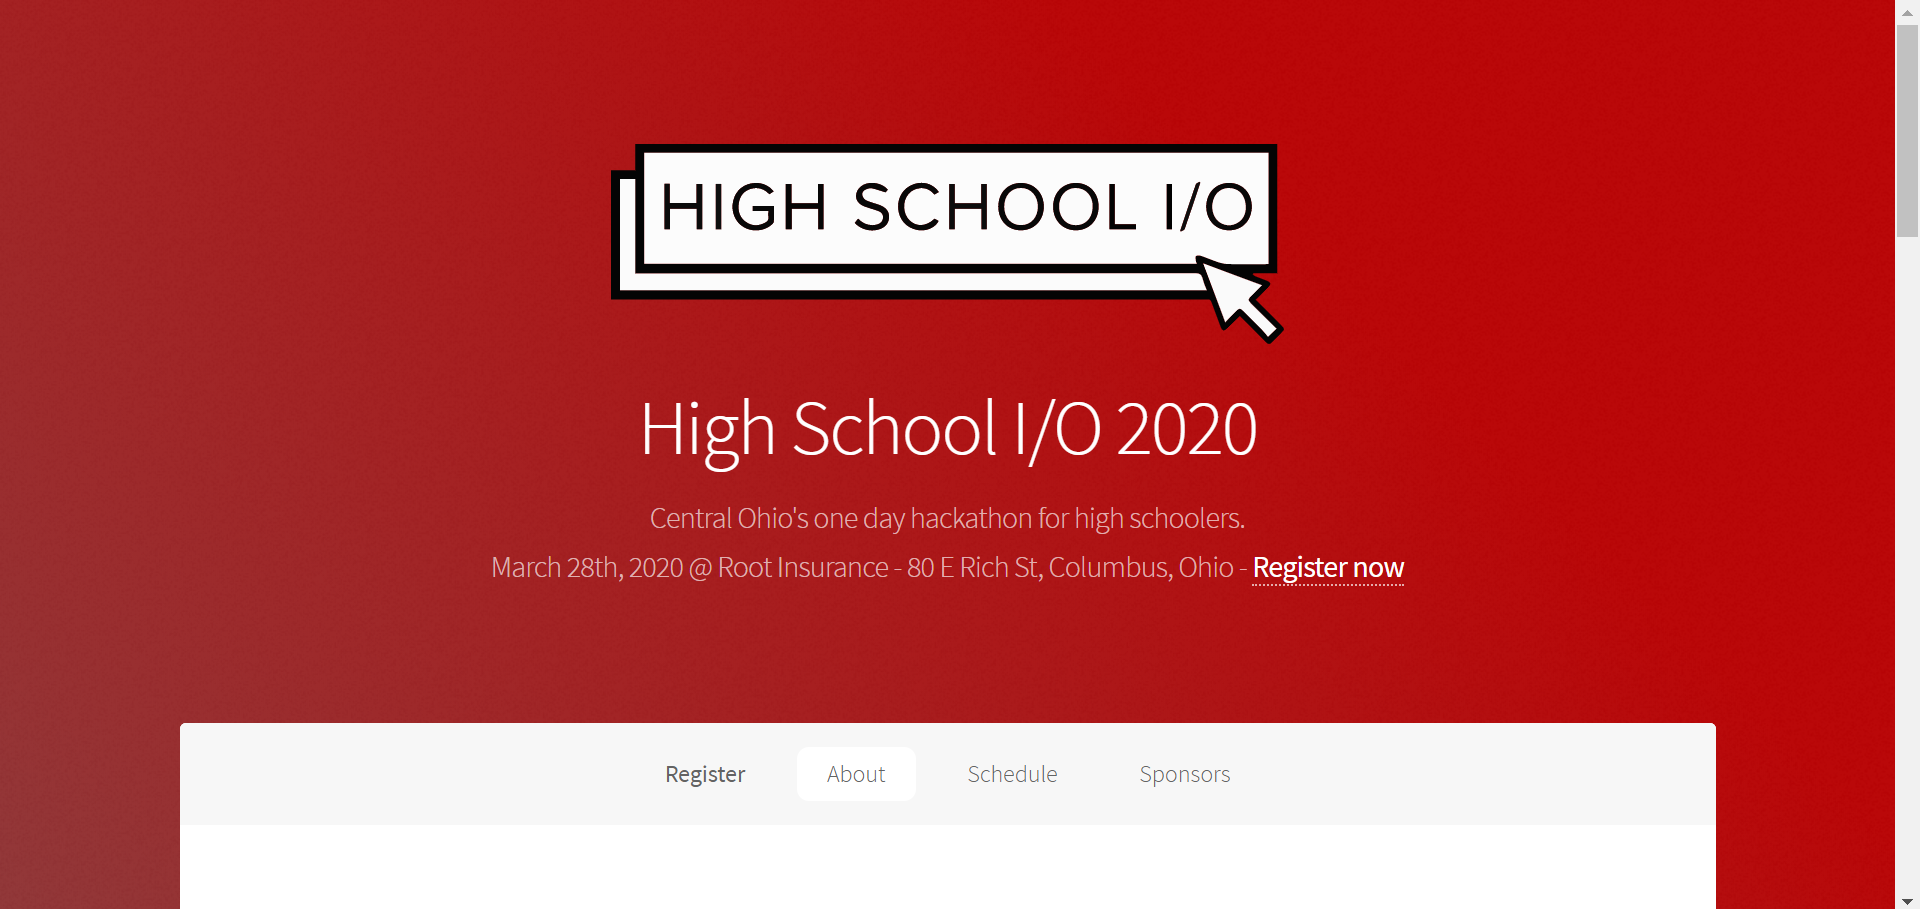 HIGH SCHOOL I/O
High School I/O 2020
Central Ohio's one day hackathon for high schoolers.
March 28th, 2020 @ Root Insurance - 80 E Rich St, Columbus, Ohio - Register now
Register About Schedule Sponsors